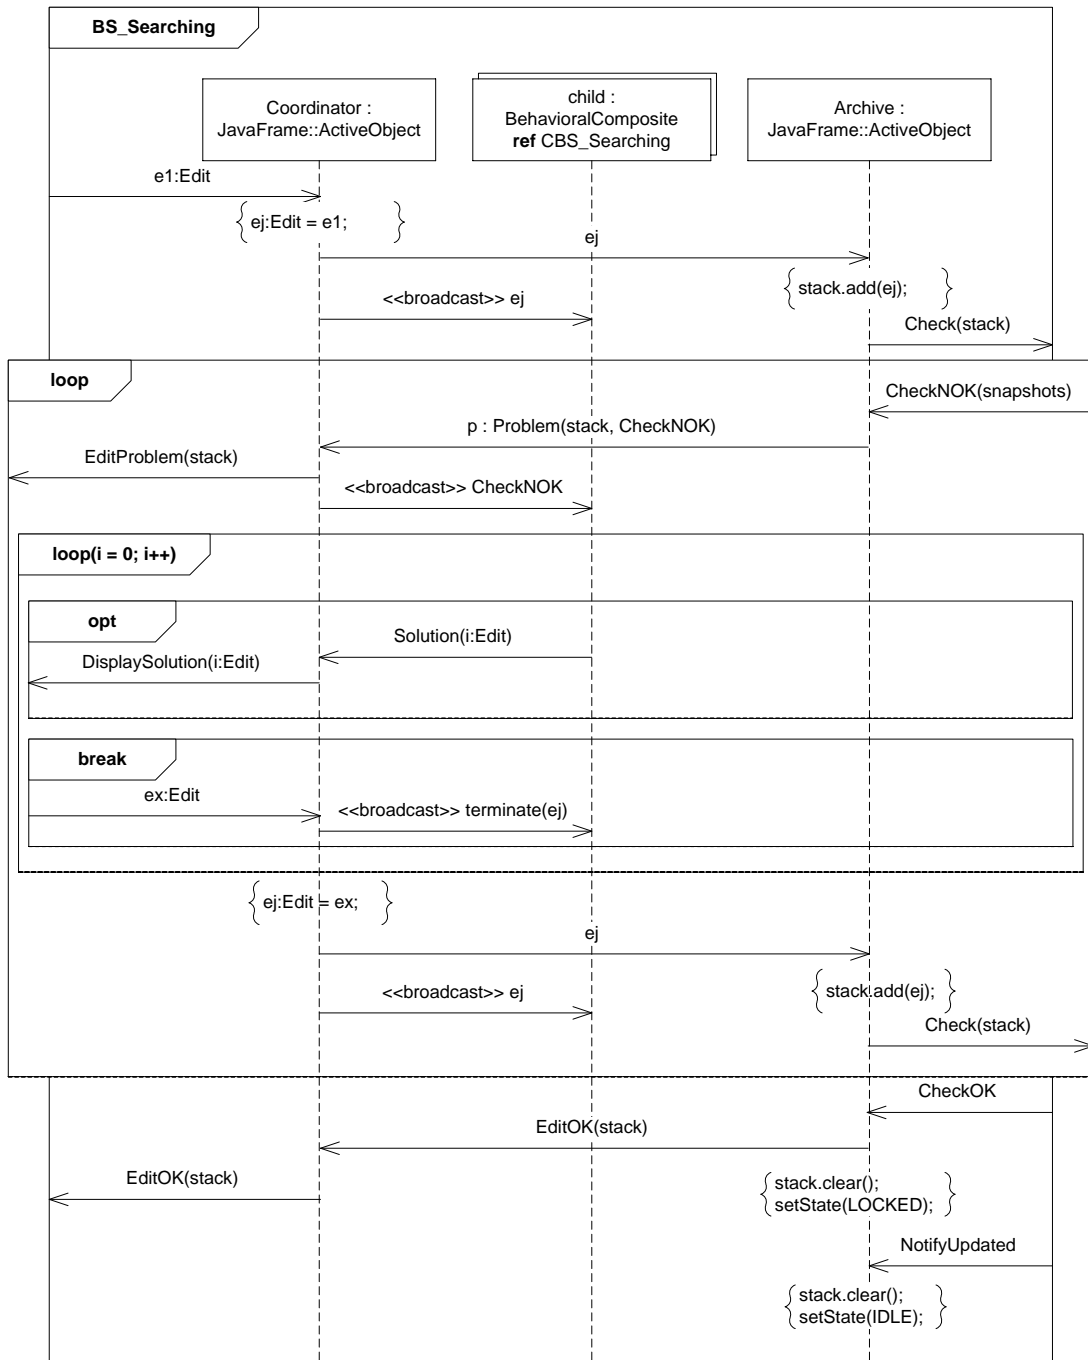 BS_Searching
Coordinator :
JavaFrame::ActiveObject
child :
BehavioralComposite
ref CBS_Searching
Archive :
JavaFrame::ActiveObject
e1:Edit
{ ej:Edit = e1; }
ej
{ stack.add(ej); }
<<broadcast>> ej
Check(stack)
loop
CheckNOK(snapshots)
p : Problem(stack, CheckNOK)
EditProblem(stack)
<<broadcast>> CheckNOK
loop(i = 0; i++)
opt
Solution(i:Edit)
DisplaySolution(i:Edit)
break
ex:Edit
<<broadcast>> terminate(ej)
{ ej:Edit = ex; }
ej
<<broadcast>> ej
{ stack.add(ej); }
Check(stack)
CheckOK
EditOK(stack)
EditOK(stack)
{ stack.clear();
setState(LOCKED); }
NotifyUpdated
{ stack.clear();
setState(IDLE); }